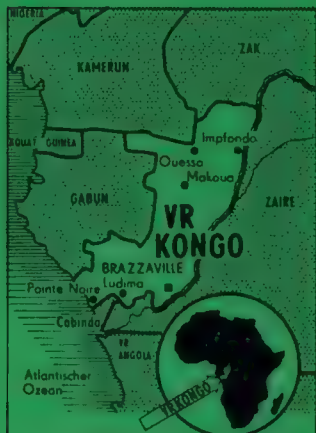 NIGERIA
ZAK
KAMERUN
Impfondo
ÄQUAT GUINEA
Ouessa
Makoua
GABUN
ZAIRE
VR
KONGO
BRAZZAVILLE
Pointe Noire
Ludima
Cabinda
VR
ANGOLA
Atlantischer
Ozean
VR KONGO